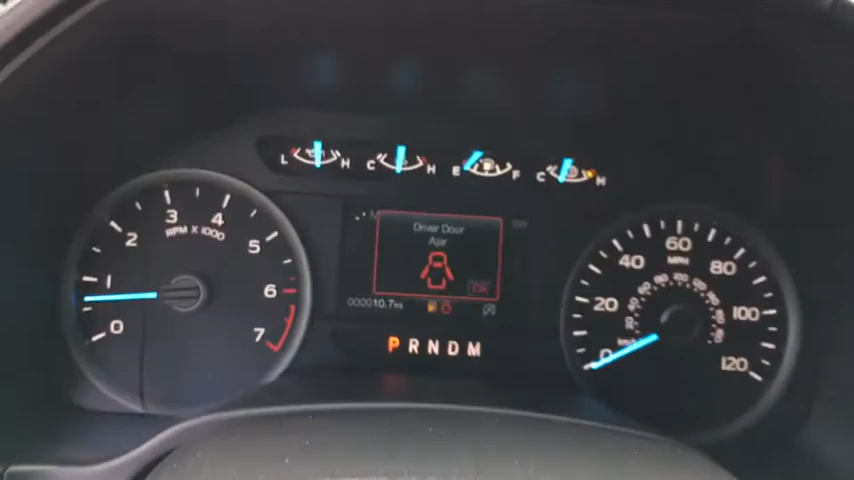 L H C H E F C H
0 1 2 3 4 5 6 7
RPM X 1000
Driver Door
Ajar
OK
000010.7mi
P R N D M
0 20 40 60 80 100 120
MPH